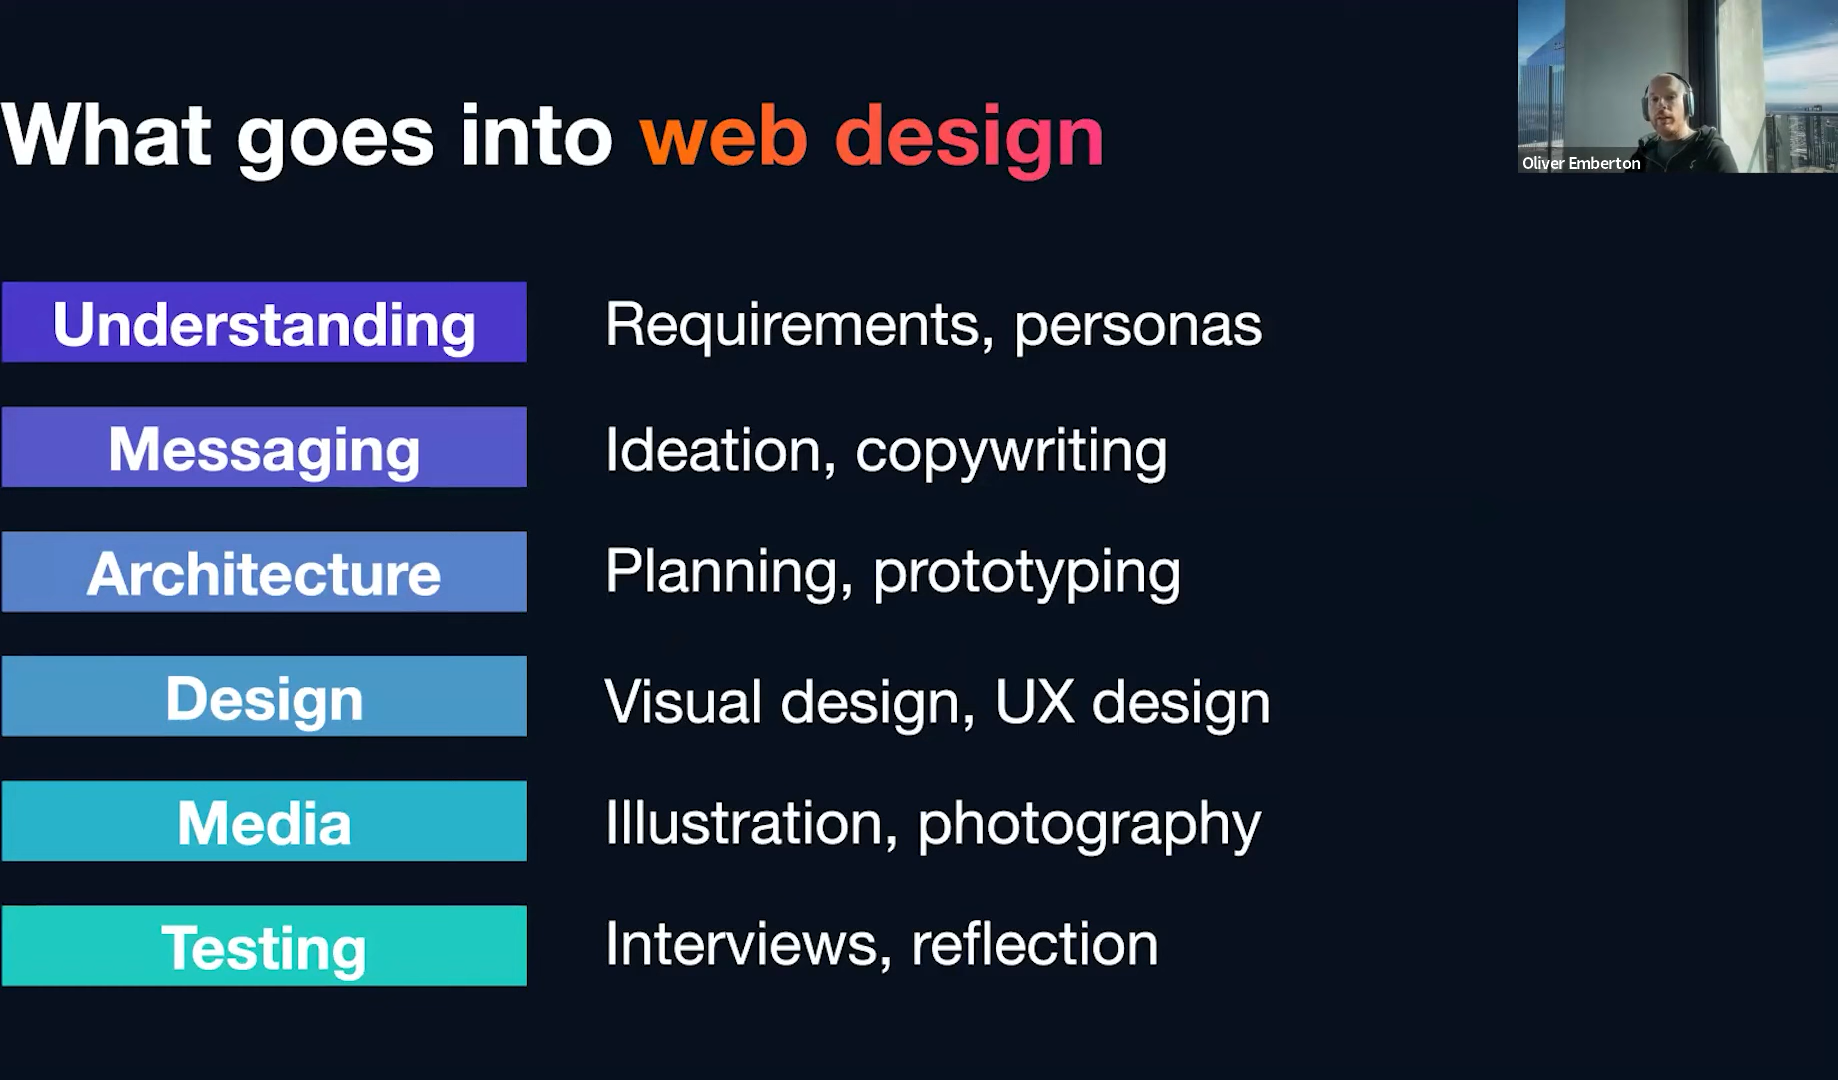 What goes into web design
Oliver Emberton
Understanding
Requirements, personas
Messaging
Ideation, copywriting
Architecture
Planning, prototyping
Design
Visual design, UX design
Media
Illustration, photography
Testing
Interviews, reflection